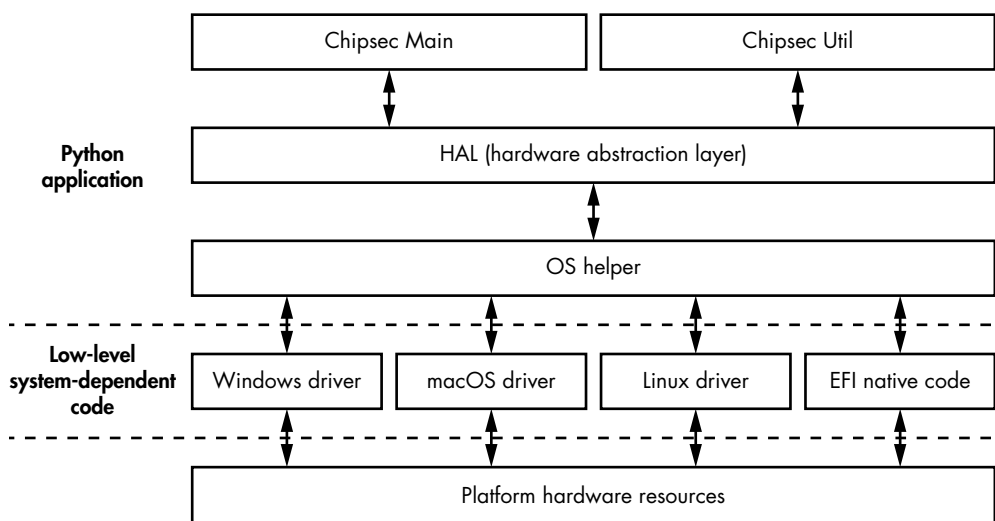 Chipsec Main
Chipsec Util
Python
application
HAL (hardware abstraction layer)
OS helper
Low-level
system-dependent
code
Windows driver
macOS driver
Linux driver
EFI native code
Platform hardware resources